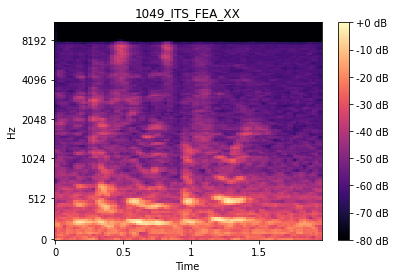 1049_ITS_FEA_XX
8192
4096
2048
1024
512
0
Hz
0
0.5
1
1.5
Time
+0 dB
-10 dB
-20 dB
-30 dB
-40 dB
-50 dB
-60 dB
-70 dB
-80 dB